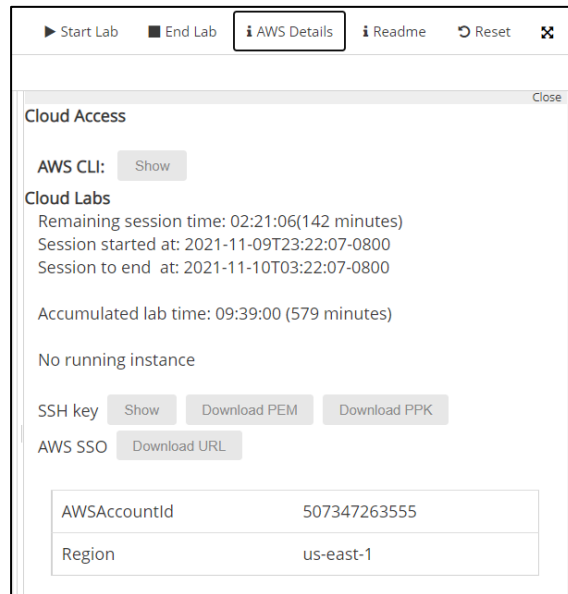 Start Lab End Lab AWS Details Readme Reset
Close
Cloud Access
AWS CLI: Show
Cloud Labs
Remaining session time: 02:21:06(142 minutes)
Session started at: 2021-11-09T23:22:07-0800
Session to end at: 2021-11-10T03:22:07-0800
Accumulated lab time: 09:39:00 (579 minutes)
No running instance
SSH key Show Download PEM Download PPK
AWS SSO Download URL
AWSAccountId 507347263555
Region us-east-1